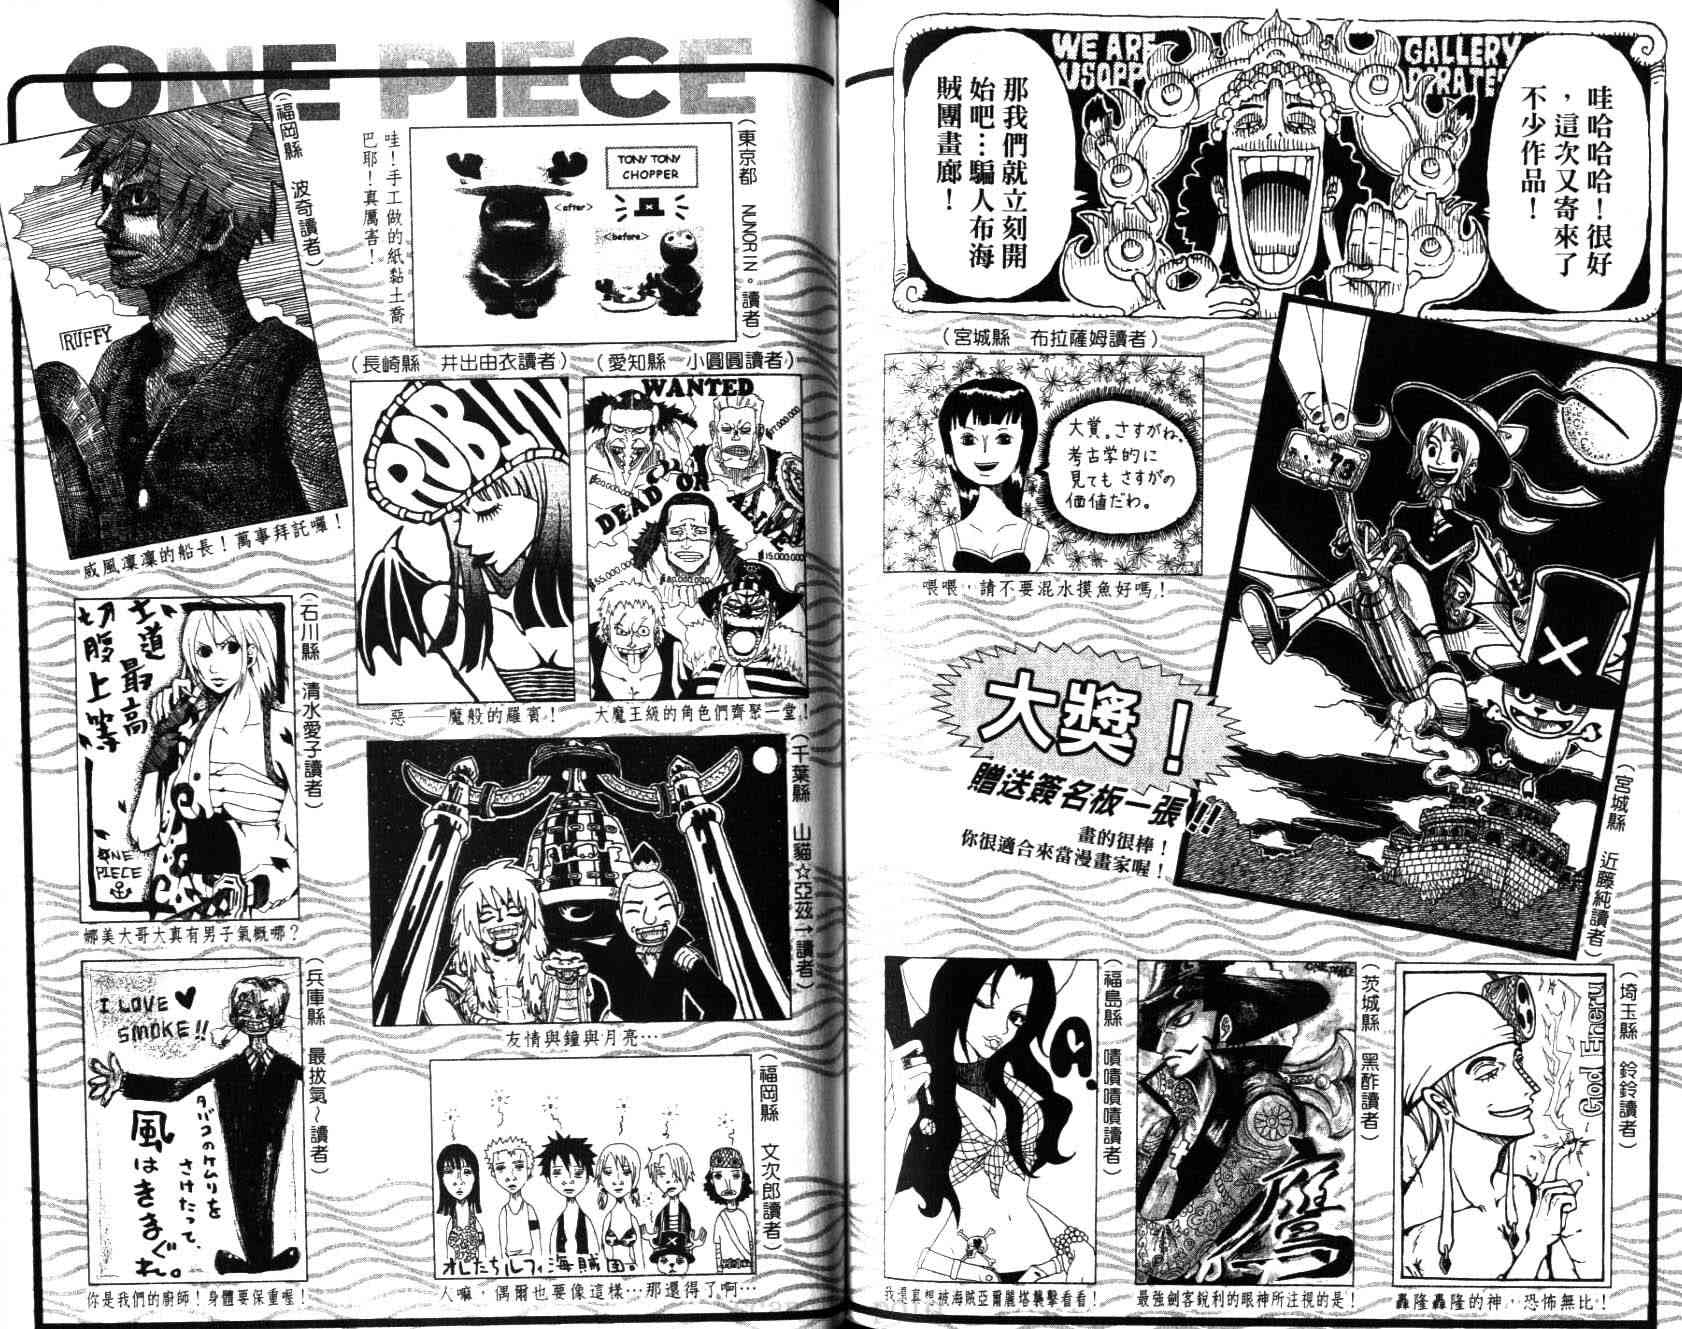 WE ARE
USOPP
GALLERY
PIRATES
哇哈哈哈！很好
，這次又寄來了
不少作品！
那我們就立刻開
始吧…騙人布海
賊團畫廊！
（宮城縣　布拉薩姆讀者）
大賞。さすがね。
考古学的に
見ても さすがの
価値だわ。
喂喂，請不要混水摸魚好嗎！
73
（宮城縣　近藤純讀者）
大獎！
贈送簽名板一張!!
畫的很棒！
你很適合來當漫畫家喔！
（埼玉縣　鈴鈴讀者）
God Eneru
轟隆轟隆的神，恐怖無比！
（茨城縣　黑酢讀者）
ONE PIECE
鷹
最強劍客銳利的眼神所注視的是！
（福島縣　嘖嘖嘖嘖讀者）
A.
我還真想被海賊亞爾麗塔襲擊看看！
ONE PIECE
（東京都　NUNORIN。讀者）
TONY TONY
CHOPPER
<after>
<before>
哇！手工做的紙黏土喬
巴耶！真厲害！
（福岡縣　波奇讀者）
RUFFY
威風凜凜的船長！萬事拜託囉！
（愛知縣　小圓圓讀者）
WANTED
DEAD OR
15.000.000
55.000.000
80.000.000
大魔王級的角色們齊聚一堂！
（長崎縣　井出由衣讀者）
ROBIN
惡──魔般的羅賓！
（石川縣　清水愛子讀者）
士道最高
切腹上等
ONE
PIECE
娜美大哥大真有男子氣概哪？
（千葉縣　山貓☆亞茲→讀者）
友情與鐘與月亮…
（兵庫縣　最拔氣～讀者）
I LOVE ♥
SMOKE!!
タバコのケムリを
さけたって、
風は
きまぐれ。
你是我們的廚師！身體要保重喔！
（福岡縣　文次郎讀者）
オレたちルフィ海賊団。
人嘛，偶爾也要像這樣…那還得了啊…